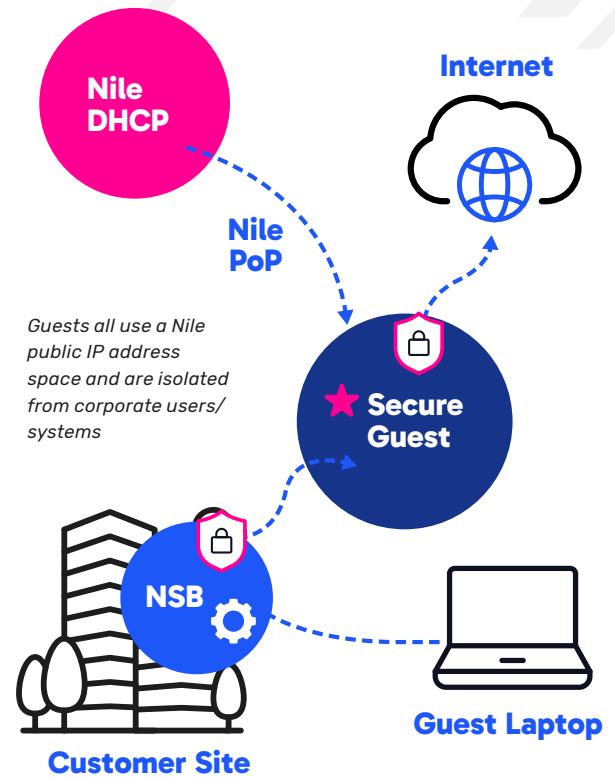 Nile
DHCP
Internet
Nile
PoP
Guests all use a Nile
public IP address
space and are isolated
from corporate users/
systems
Secure
Guest
NSB
Guest Laptop
Customer Site